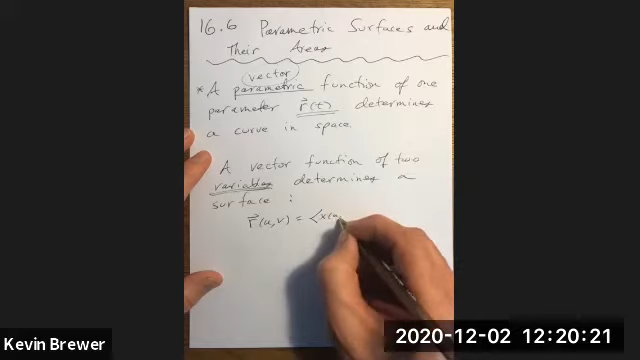 16.6 Parametric Surfaces and
Their Areas
vector
* A parametric function of one
parameter r⃗(t) determines
a curve in space
A vector function of two
variables determines a
surface :
r⃗(u,v) = <x(u,
Kevin Brewer
2020-12-02 12:20:21